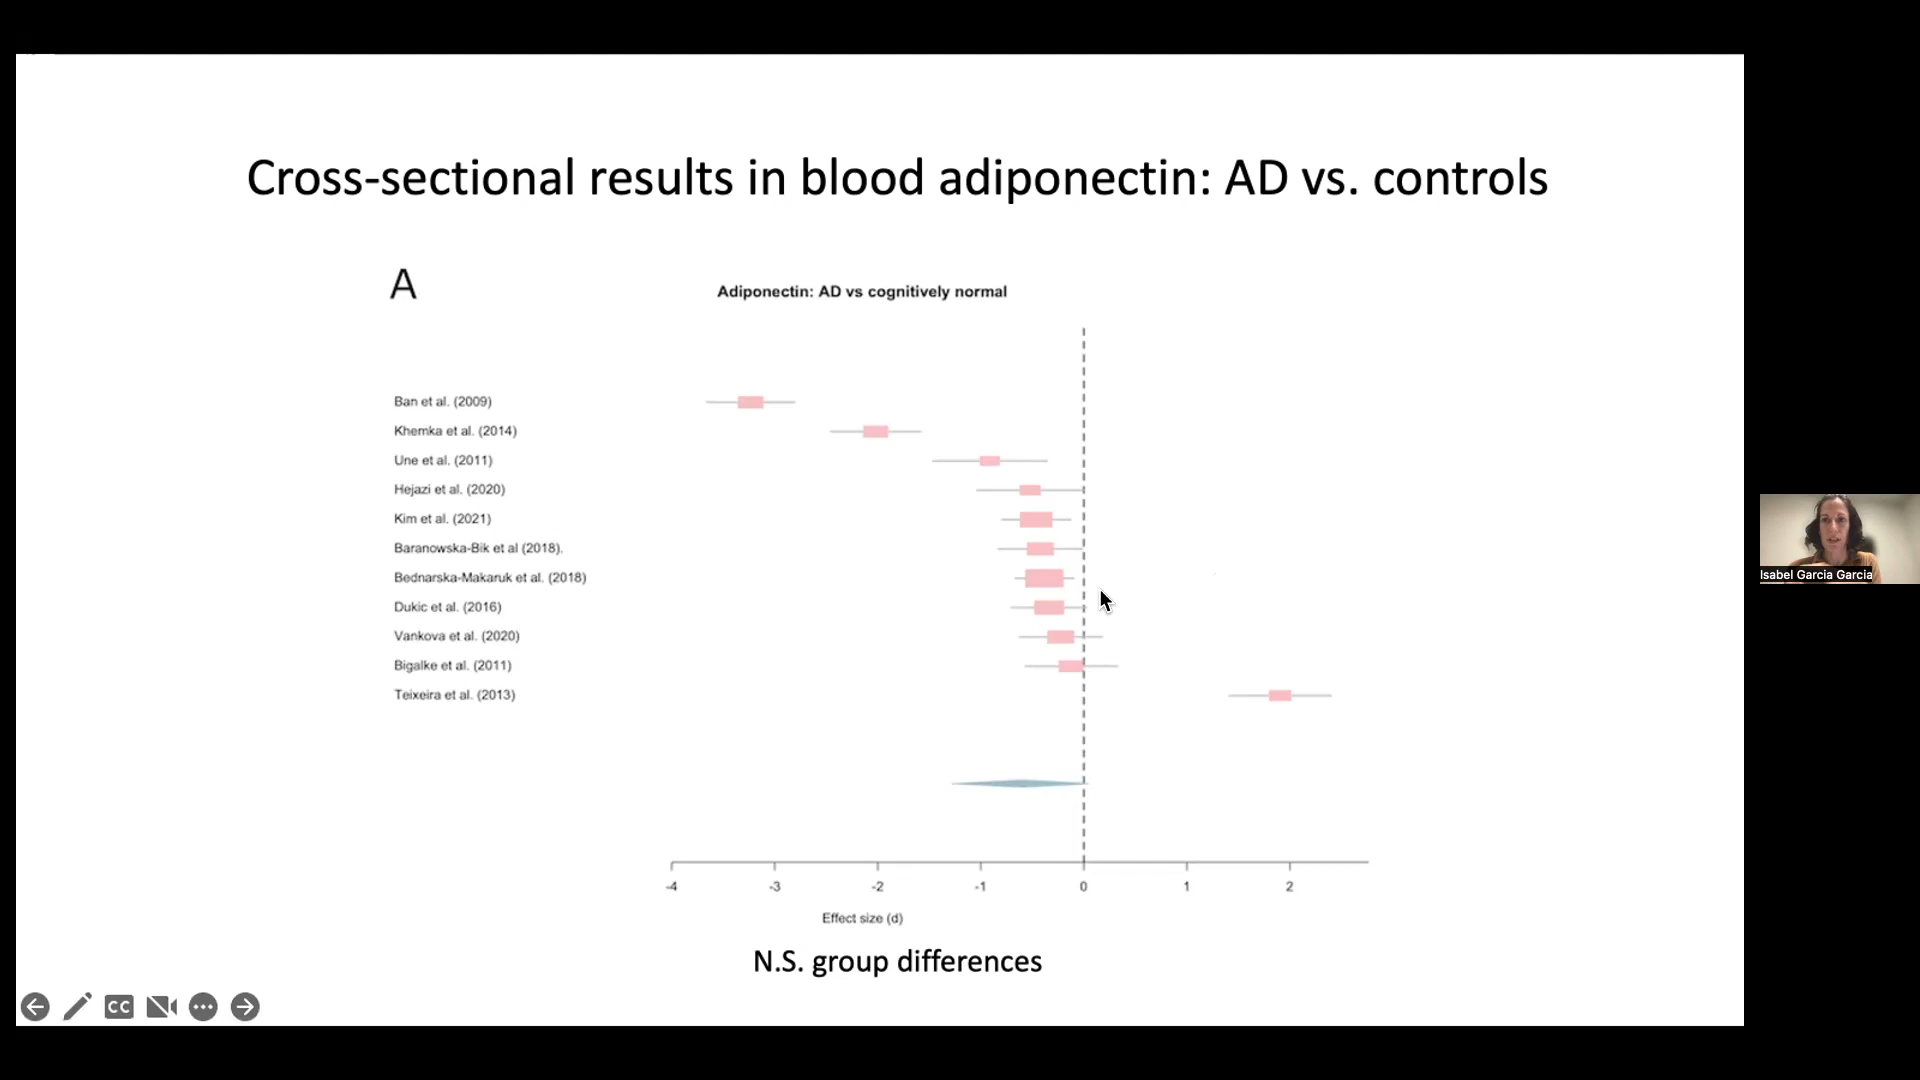 Cross-sectional results in blood adiponectin: AD vs. controls
A
Adiponectin: AD vs cognitively normal
Ban et al. (2009)
Khemka et al. (2014)
Une et al. (2011)
Hejazi et al. (2020)
Kim et al. (2021)
Baranowska-Bik et al (2018).
Bednarska-Makaruk et al. (2018)
Dukic et al. (2016)
Vankova et al. (2020)
Bigalke et al. (2011)
Teixeira et al. (2013)
-4 -3 -2 -1 0 1 2
Effect size (d)
N.S. group differences
CC
Isabel Garcia Garcia